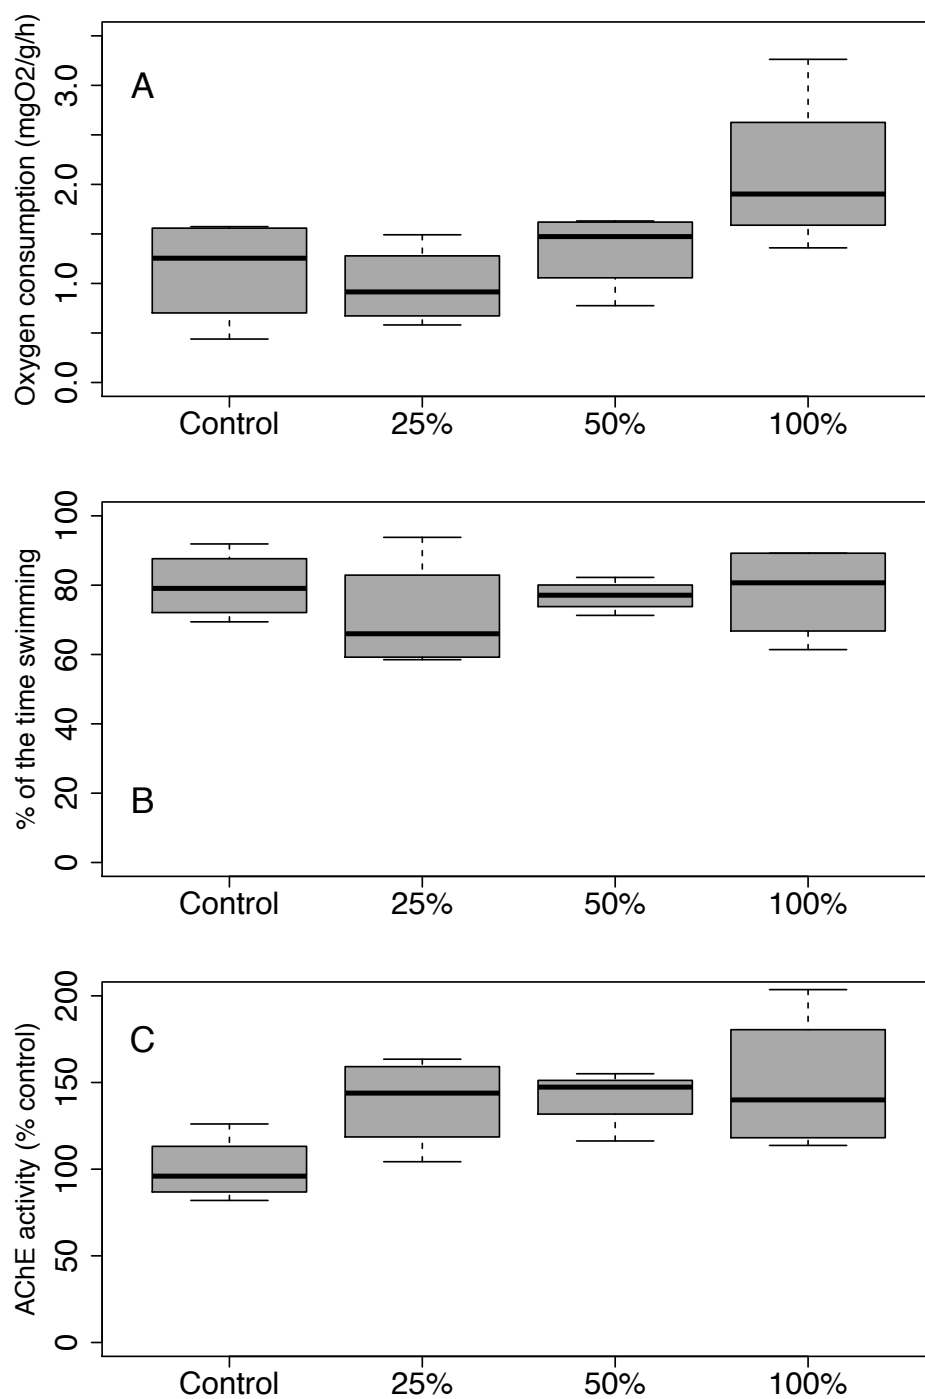 Oxygen consumption (mgO2/g/h)
3.0
2.0
1.0
0.0
A
Control 25% 50% 100%
% of the time swimming
100
80
60
40
20
0
B
Control 25% 50% 100%
AChE activity (% control)
200
150
100
50
0
C
Control 25% 50% 100%